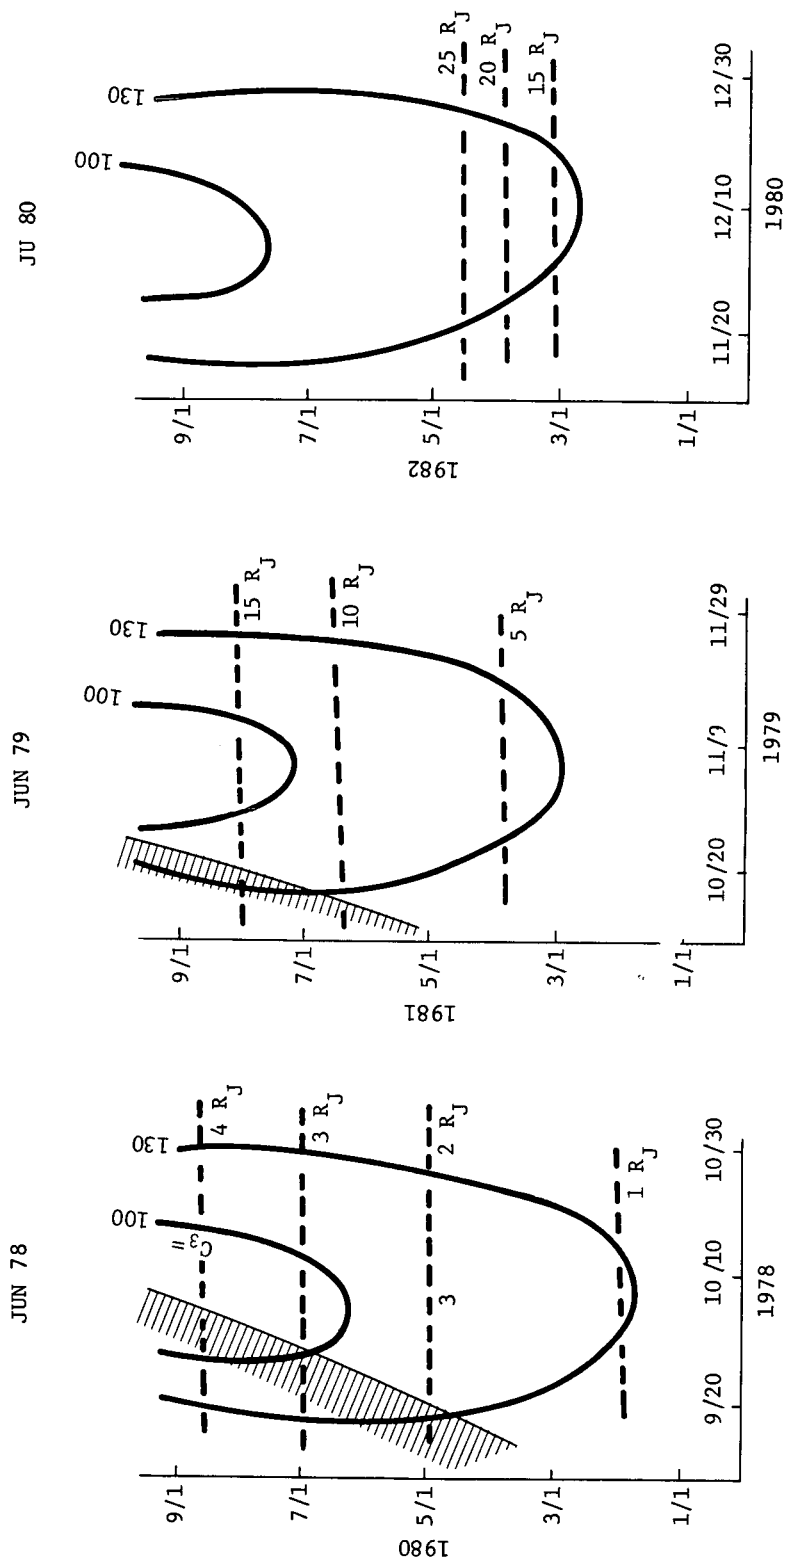 JUN 78
130
100
C3=
4 RJ
3 RJ
2 RJ
3
1 RJ
9/1
7/1
5/1
3/1
1/1
1980
9/20
10/10
10/30
1978
JUN 79
130
100
15 RJ
10 RJ
5 RJ
9/1
7/1
5/1
3/1
1/1
1981
10/20
11/9
11/29
1979
JU 80
130
100
25 RJ
20 RJ
15 RJ
9/1
7/1
5/1
3/1
1/1
1982
11/20
12/10
12/30
1980